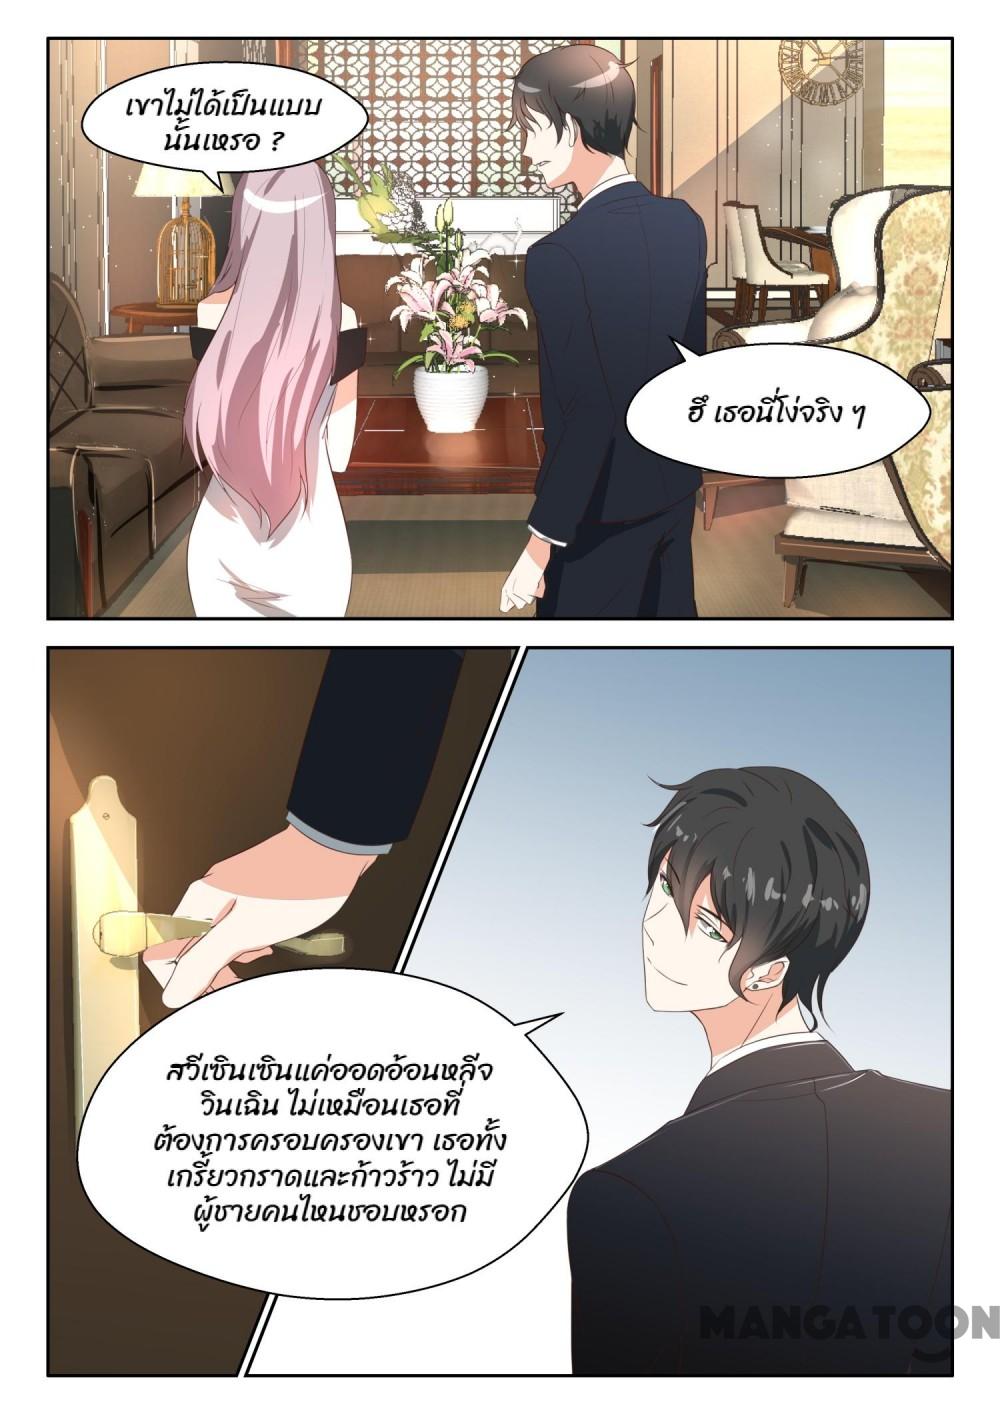 เขาไม่ได้เป็นแบบ
นั้นเหรอ ?
ฮึ เธอนี่โง่จริง ๆ
สวีเซินเซินแค่ออดอ้อนหลีจ
วินเฉิน ไม่เหมือนเธอที่
ต้องการครอบครองเขา เธอทั้ง
เกรี้ยวกราดและก้าวร้าว ไม่มี
ผู้ชายคนไหนชอบหรอก
MANGATOON